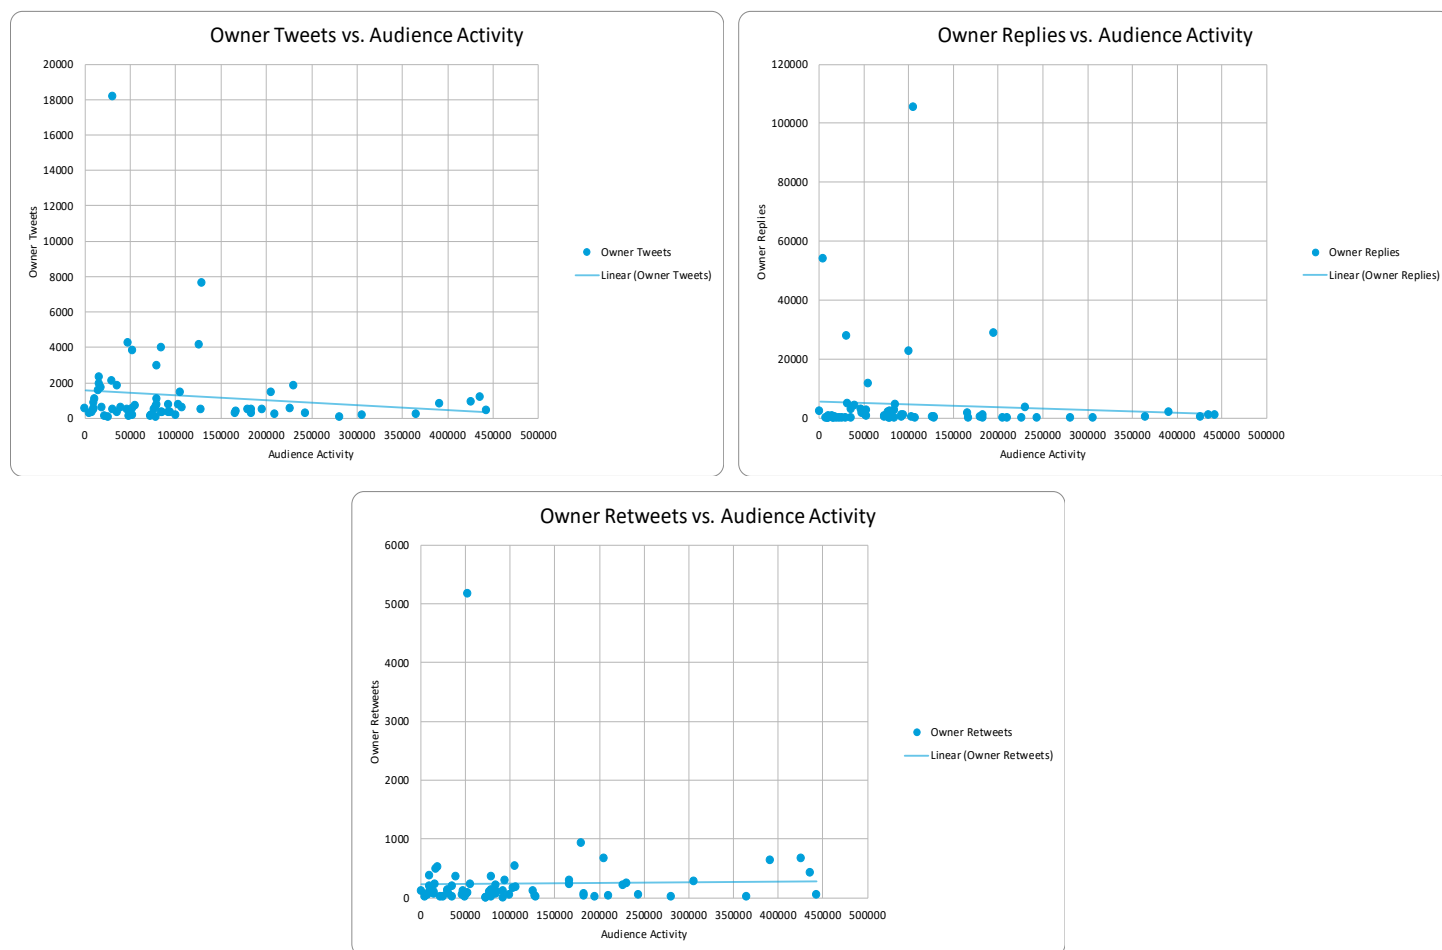 Owner Tweets vs. Audience Activity
20000
18000
16000
14000
12000
10000
8000
6000
4000
2000
0
0 50000 100000 150000 200000 250000 300000 350000 400000 450000 500000
Owner Tweets
Audience Activity
Owner Tweets
Linear (Owner Tweets)
Owner Replies vs. Audience Activity
120000
100000
80000
60000
40000
20000
0
0 50000 100000 150000 200000 250000 300000 350000 400000 450000 500000
Owner Replies
Audience Activity
Owner Replies
Linear (Owner Replies)
Owner Retweets vs. Audience Activity
6000
5000
4000
3000
2000
1000
0
0 50000 100000 150000 200000 250000 300000 350000 400000 450000 500000
Owner Retweets
Audience Activity
Owner Retweets
Linear (Owner Retweets)